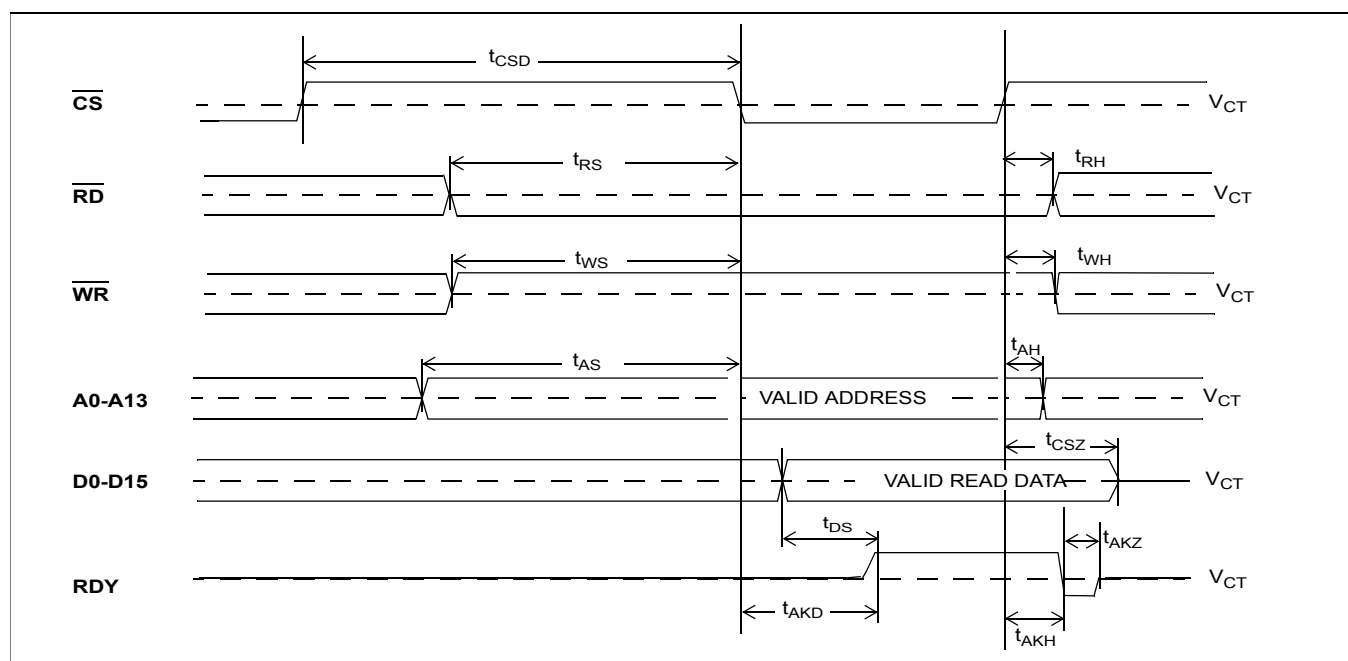 tCSD
CS VCT
tRS tRH
RD VCT
tWS tWH
WR VCT
tAS tAH
A0-A13 VALID ADDRESS VCT
tCSZ
D0-D15 VALID READ DATA VCT
tDS tAKZ
RDY VCT
tAKD tAKH